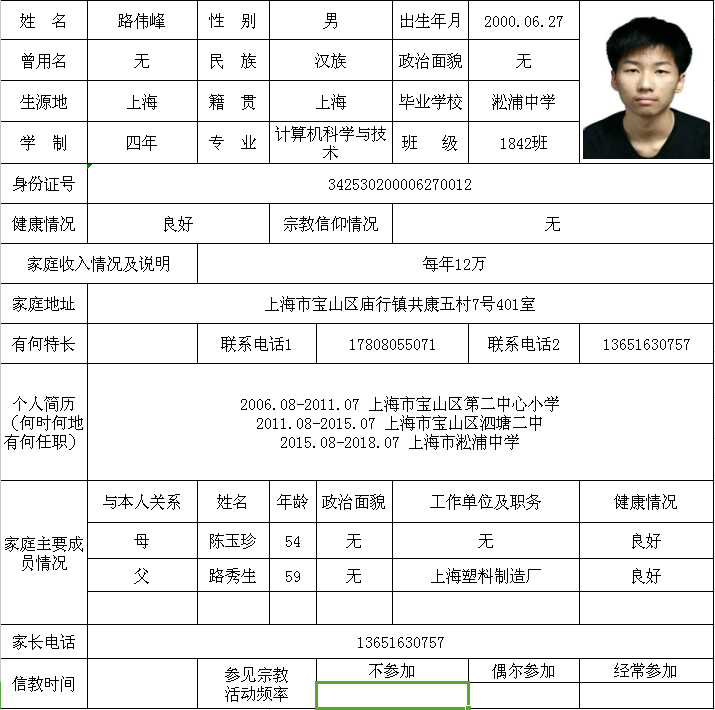 姓 名 路伟峰 性 别 男 出生年月 2000.06.27
曾用名 无 民 族 汉族 政治面貌 无
生源地 上海 籍 贯 上海 毕业学校 淞浦中学
学 制 四年 专 业 计算机科学与技术 班 级 1842班
身份证号 342530200006270012
健康情况 良好 宗教信仰情况 无
家庭收入情况及说明 每年12万
家庭地址 上海市宝山区庙行镇共康五村7号401室
有何特长 联系电话1 17808055071 联系电话2 13651630757
个人简历
（何时何地
有何任职）
2006.08-2011.07 上海市宝山区第二中心小学
2011.08-2015.07 上海市宝山区泗塘二中
2015.08-2018.07 上海市淞浦中学
家庭主要成
员情况
与本人关系 姓名 年龄 政治面貌 工作单位及职务 健康情况
母 陈玉珍 54 无 无 良好
父 路秀生 59 无 上海塑料制造厂 良好
家长电话 13651630757
信教时间
参见宗教
活动频率
不参加 偶尔参加 经常参加